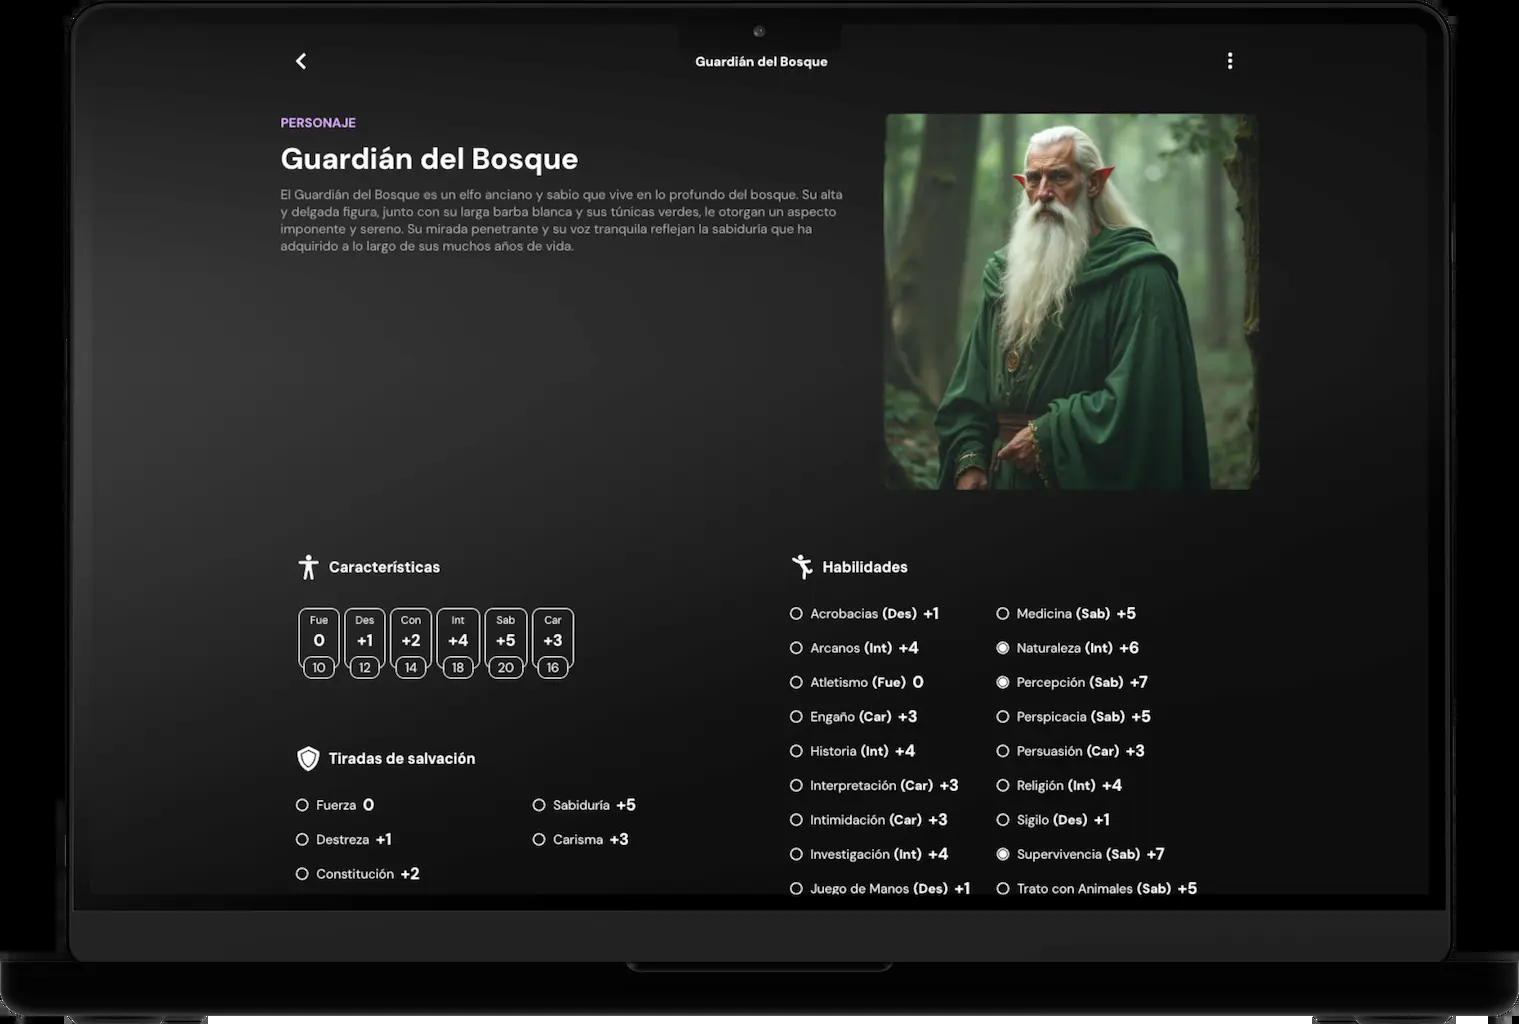 Guardián del Bosque
PERSONAJE
Guardián del Bosque
El Guardián del Bosque es un elfo anciano y sabio que vive en lo profundo del bosque. Su alta
y delgada figura, junto con su larga barba blanca y sus túnicas verdes, le otorgan un aspecto
imponente y sereno. Su mirada penetrante y su voz tranquila reflejan la sabiduría que ha
adquirido a lo largo de sus muchos años de vida.
Características
Fue Des Con Int Sab Car
0 +1 +2 +4 +5 +3
10 12 14 18 20 16
Tiradas de salvación
Fuerza 0
Destreza +1
Constitución +2
Sabiduría +5
Carisma +3
Habilidades
Acrobacias (Des) +1
Arcanos (Int) +4
Atletismo (Fue) 0
Engaño (Car) +3
Historia (Int) +4
Interpretación (Car) +3
Intimidación (Car) +3
Investigación (Int) +4
Juego de Manos (Des) +1
Medicina (Sab) +5
Naturaleza (Int) +6
Percepción (Sab) +7
Perspicacia (Sab) +5
Persuasión (Car) +3
Religión (Int) +4
Sigilo (Des) +1
Supervivencia (Sab) +7
Trato con Animales (Sab) +5